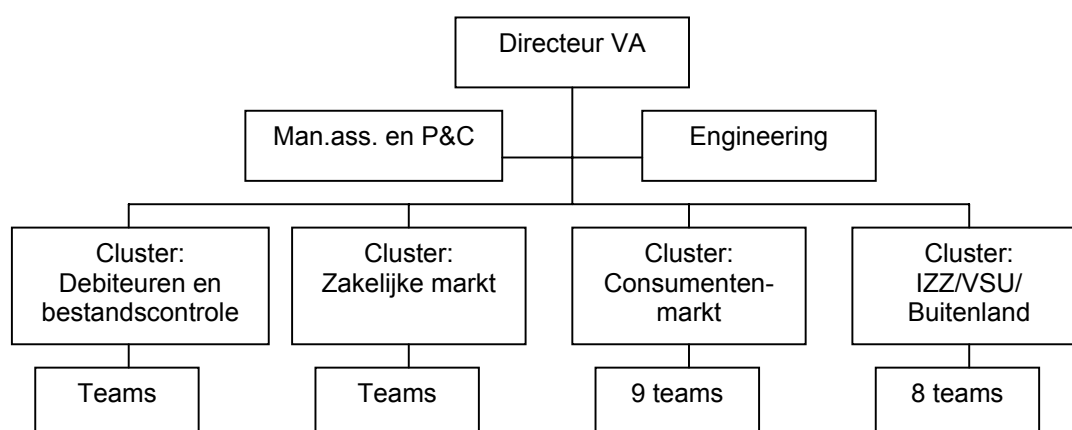 Directeur VA
Man.ass. en P&C
Engineering
Cluster:
Debiteuren en
bestandscontrole
Cluster:
Zakelijke markt
Cluster:
Consumenten-
markt
Cluster:
IZZ/VSU/
Buitenland
Teams
Teams
9 teams
8 teams